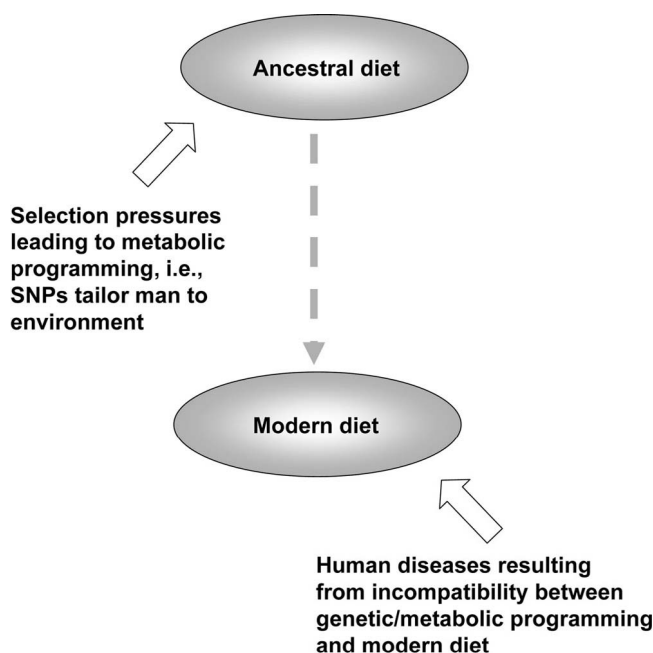 Ancestral diet
Selection pressures
leading to metabolic
programming, i.e.,
SNPs tailor man to
environment
Modern diet
Human diseases resulting
from incompatibility between
genetic/metabolic programming
and modern diet